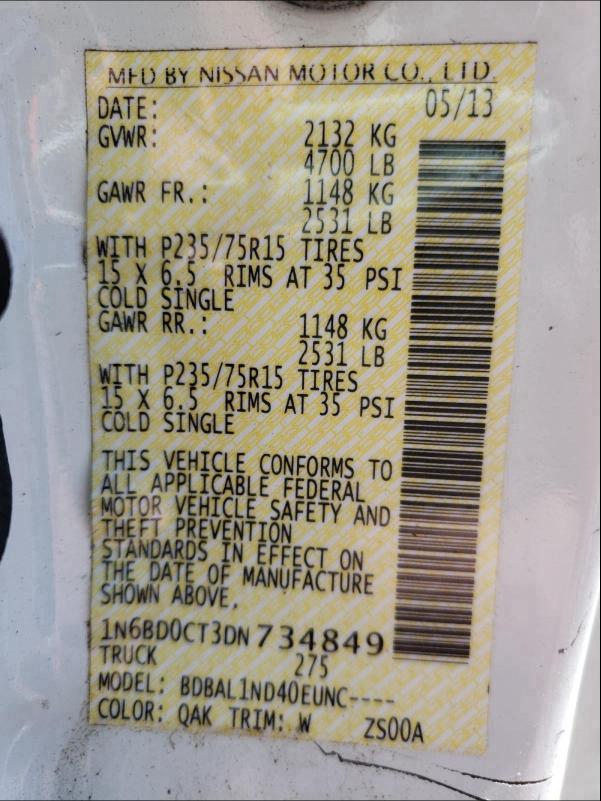 MFD BY NISSAN MOTOR CO., LTD.
DATE: 05/13
GVWR: 2132 KG
4700 LB
GAWR FR.: 1148 KG
2531 LB
WITH P235/75R15 TIRES
15 X 6.5 RIMS AT 35 PSI
COLD SINGLE
GAWR RR.: 1148 KG
2531 LB
WITH P235/75R15 TIRES
15 X 6.5 RIMS AT 35 PSI
COLD SINGLE
THIS VEHICLE CONFORMS TO
ALL APPLICABLE FEDERAL
MOTOR VEHICLE SAFETY AND
THEFT PREVENTION
STANDARDS IN EFFECT ON
THE DATE OF MANUFACTURE
SHOWN ABOVE.
1N6BD0CT3DN734849
TRUCK 275
MODEL: BDBAL1ND40EUNC----
COLOR: QAK TRIM: W ZS00A